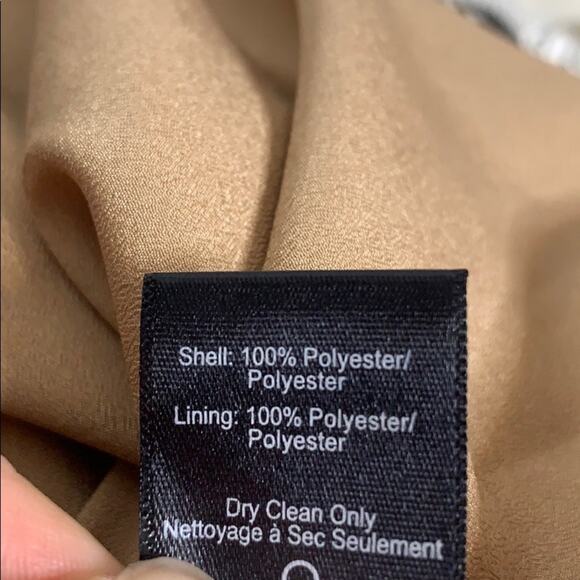 Shell: 100% Polyester/
Polyester
Lining: 100% Polyester/
Polyester
Dry Clean Only
Nettoyage à Sec Seulement